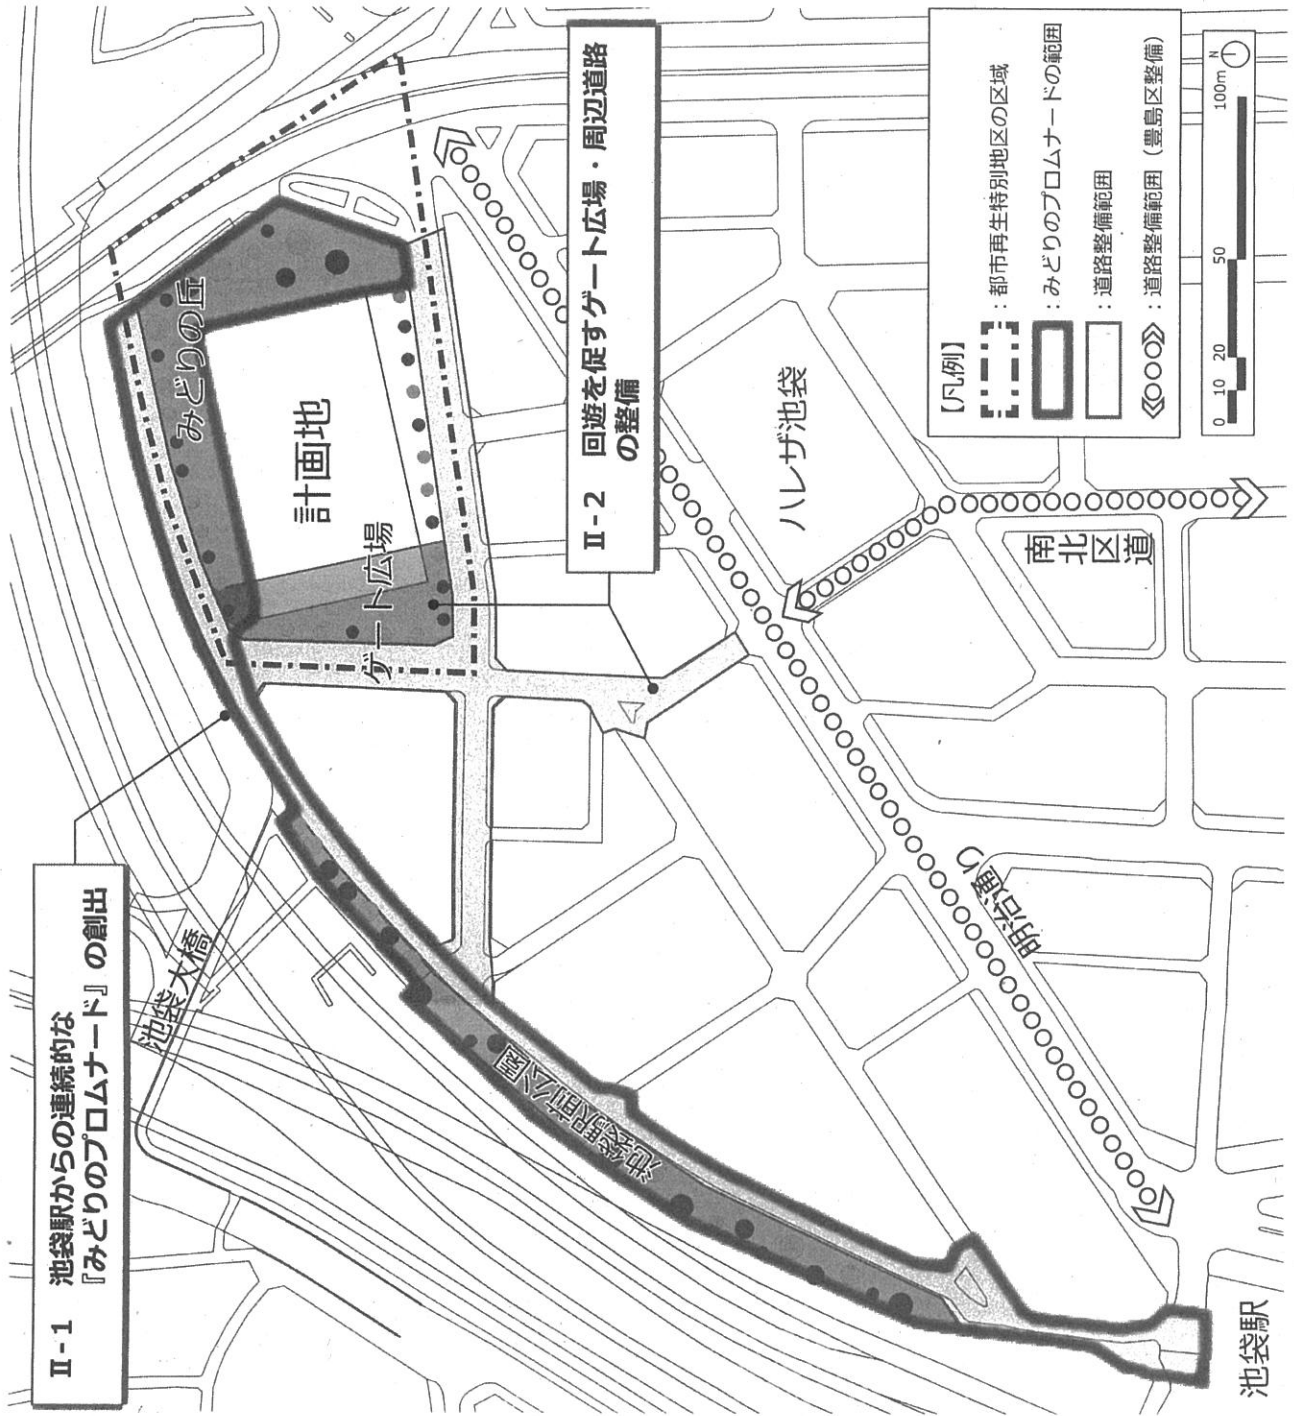 Ⅱ-1 池袋駅からの連続的な
『みどりのプロムナード』の創出
池袋大橋
みどりの丘
計画地
ゲート広場
Ⅱ-2 回遊を促すゲート広場・周辺道路
の整備
池袋駅前公園
明治通り
ハレザ池袋
南北
区道
池袋駅
【凡例】
：都市再生特別地区の区域
：みどりのプロムナードの範囲
：道路整備範囲
：道路整備範囲（豊島区整備）
0 10 20 50 100m N